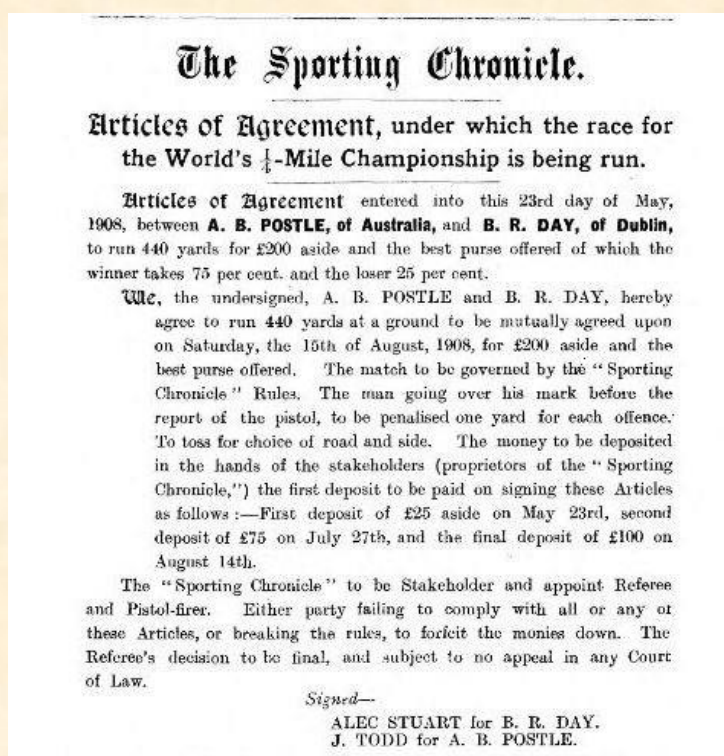 The Sporting Chronicle.
Articles of Agreement, under which the race for
the World's ¼-Mile Championship is being run.
Articles of Agreement entered into this 23rd day of May,
1908, between A. B. POSTLE, of Australia, and B. R. DAY, of Dublin,
to run 440 yards for £200 aside and the best purse offered of which the
winner takes 75 per cent. and the loser 25 per cent.
We, the undersigned, A. B. POSTLE and B. R. DAY, hereby
agree to run 440 yards at a ground to be mutually agreed upon
on Saturday, the 15th of August, 1908, for £200 aside and the
best purse offered. The match to be governed by the "Sporting
Chronicle" Rules. The man going over his mark before the
report of the pistol, to be penalised one yard for each offence.
To toss for choice of road and side. The money to be deposited
in the hands of the stakeholders (proprietors of the "Sporting
Chronicle,") the first deposit to be paid on signing these Articles
as follows :—First deposit of £25 aside on May 23rd, second
deposit of £75 on July 27th, and the final deposit of £100 on
August 14th.
The "Sporting Chronicle" to be Stakeholder and appoint Referee
and Pistol-firer. Either party failing to comply with all or any of
these Articles, or breaking the rules, to forfeit the monies down. The
Referee's decision to be final, and subject to no appeal in any Court
of Law.
Signed—
ALEC STUART for B. R. DAY.
J. TODD for A. B. POSTLE.